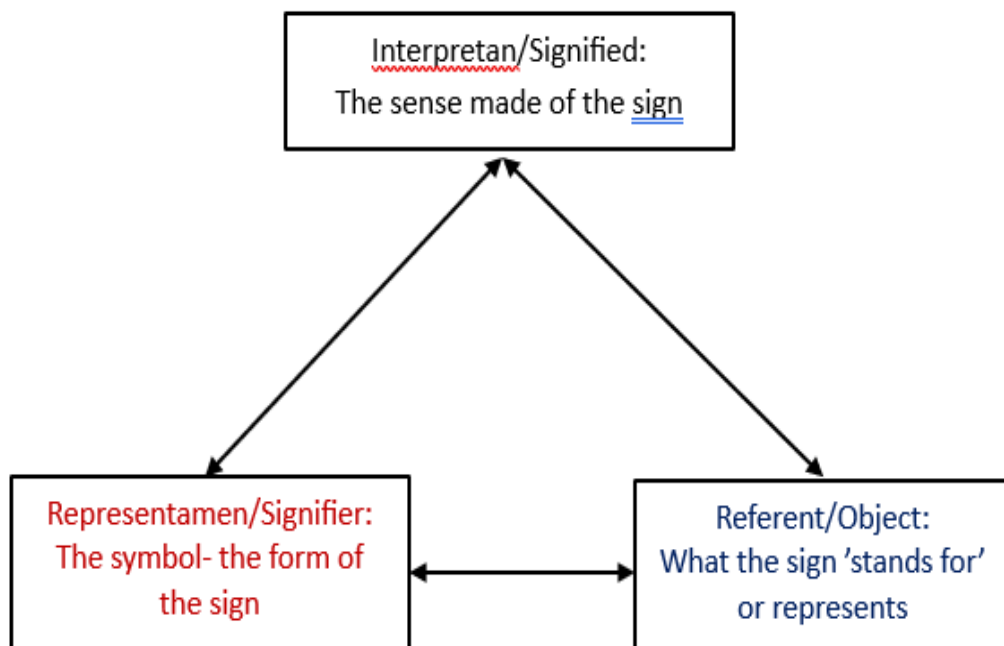 Interpretan/Signified:
The sense made of the sign
Representamen/Signifier:
The symbol- the form of
the sign
Referent/Object:
What the sign ’stands for’
or represents